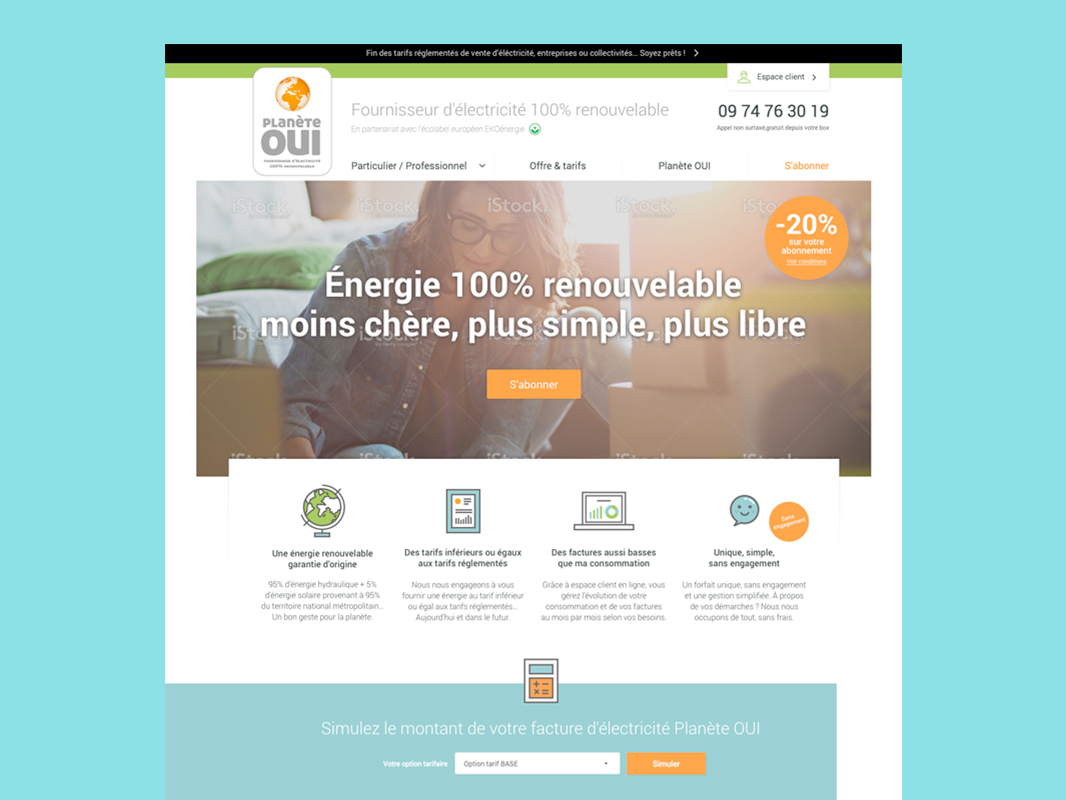 Fin des tarifs réglementés de vente d'éléctricité, entreprises ou collectivités... Soyez prêts !
Espace client
PLANÈTE
OUI
FOURNISSEUR D'ÉLECTRICITÉ
100% RENOUVELABLE
Fournisseur d'électricité 100% renouvelable
En partenariat avec l'écolabel européen EKOénergie
09 74 76 30 19
Appel non surtaxé,gratuit depuis votre box
Particulier / Professionnel
Offre & tarifs
Planète OUI
S'abonner
iStock. iStock. iStock. iStock. iStock.
-20%
sur votre
abonnement
Voir conditions
Énergie 100% renouvelable
moins chère, plus simple, plus libre
S'abonner
Une énergie renouvelable
garantie d'origine
95% d'énergie hydraulique + 5%
d'énergie solaire provenant à 95%
du territoire national métropolitain...
Un bon geste pour la planète.
Des tarifs inférieurs ou égaux
aux tarifs réglementés
Nous nous engageons à vous
fournir une énergie au tarif inférieur
ou égal aux tarifs réglementés...
Aujourd'hui et dans le futur.
Des factures aussi basses
que ma consommation
Grâce à espace client en ligne, vous
gérez l'évolution de votre
consommation et de vos factures
au mois par mois selon vos besoins.
Sans
engagement
Unique, simple,
sans engagement
Un forfait unique, sans engagement
et une gestion simplifiée. À propos
de vos démarches ? Nous nous
occupons de tout, sans frais.
Simulez le montant de votre facture d'électricité Planète OUI
Votre option tarifaire
Option tarif BASE
Simuler